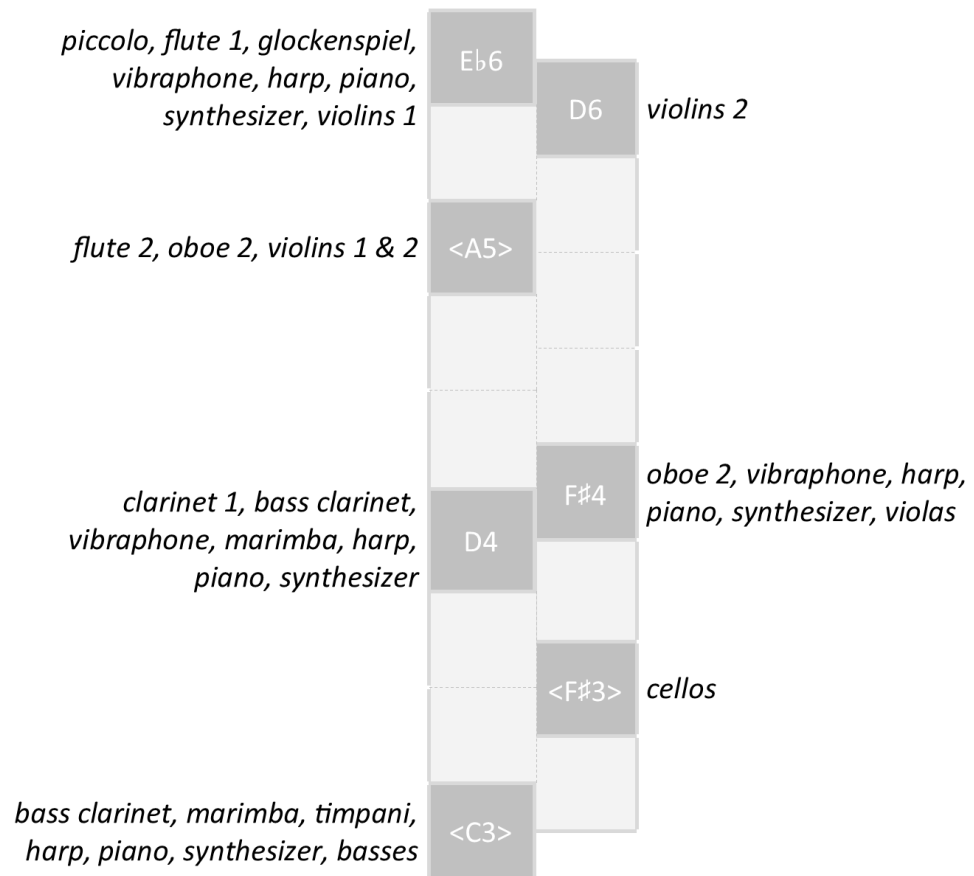 piccolo, flute 1, glockenspiel,
vibraphone, harp, piano,
synthesizer, violins 1
E♭6
D6
violins 2
flute 2, oboe 2, violins 1 & 2
<A5>
clarinet 1, bass clarinet,
vibraphone, marimba, harp,
piano, synthesizer
D4
F♯4
oboe 2, vibraphone, harp,
piano, synthesizer, violas
<F♯3>
cellos
bass clarinet, marimba, timpani,
harp, piano, synthesizer, basses
<C3>